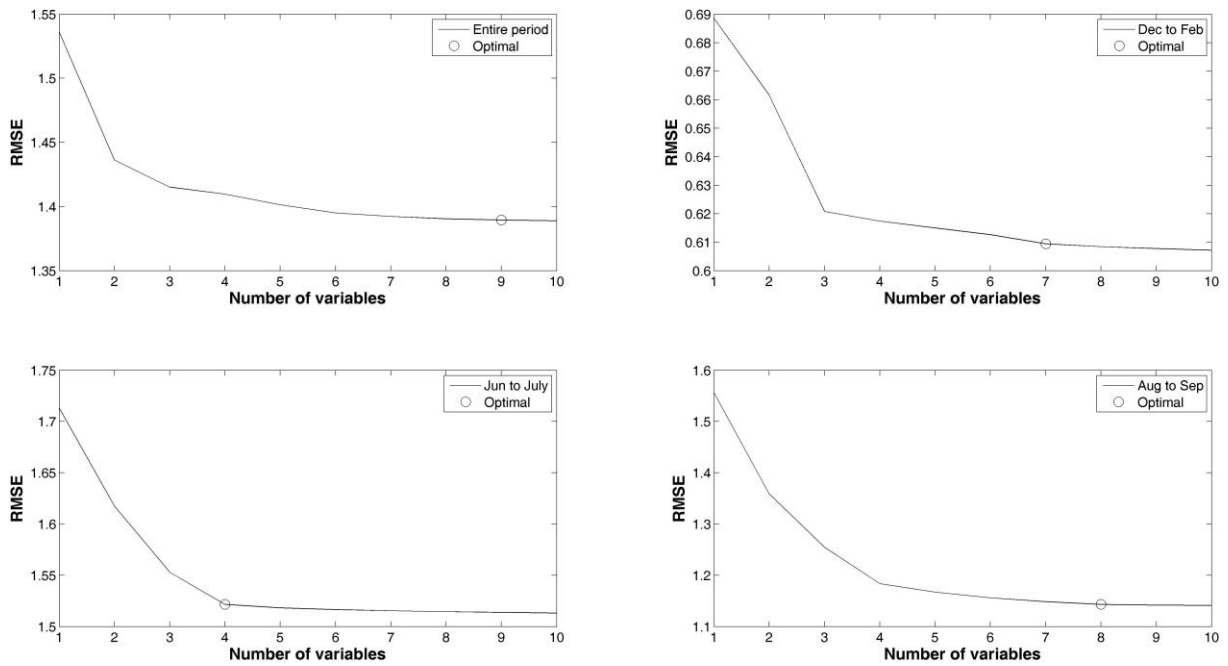 1.55
1.5
1.45
1.4
1.35
RMSE
Entire period
Optimal
1 2 3 4 5 6 7 8 9 10
Number of variables
0.69
0.68
0.67
0.66
0.65
0.64
0.63
0.62
0.61
0.6
RMSE
Dec to Feb
Optimal
1 2 3 4 5 6 7 8 9 10
Number of variables
1.75
1.7
1.65
1.6
1.55
1.5
RMSE
Jun to July
Optimal
1 2 3 4 5 6 7 8 9 10
Number of variables
1.6
1.5
1.4
1.3
1.2
1.1
RMSE
Aug to Sep
Optimal
1 2 3 4 5 6 7 8 9 10
Number of variables